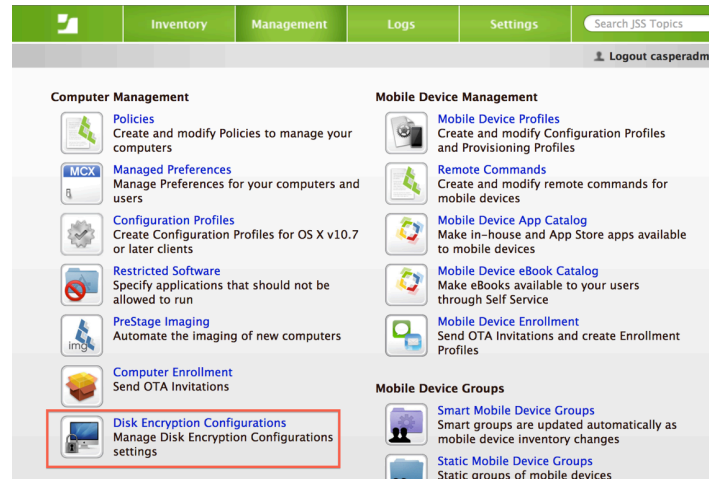 Inventory
Management
Logs
Settings
Search JSS Topics
Logout casperadm
Computer Management
Policies
Create and modify Policies to manage your
computers
MCX
Managed Preferences
Manage Preferences for your computers and
users
Configuration Profiles
Create Configuration Profiles for OS X v10.7
or later clients
Restricted Software
Specify applications that should not be
allowed to run
img
PreStage Imaging
Automate the imaging of new computers
Computer Enrollment
Send OTA Invitations
Disk Encryption Configurations
Manage Disk Encryption Configurations
settings
Mobile Device Management
Mobile Device Profiles
Create and modify Configuration Profiles
and Provisioning Profiles
Remote Commands
Create and modify remote commands for
mobile devices
Mobile Device App Catalog
Make in-house and App Store apps available
to mobile devices
Mobile Device eBook Catalog
Make eBooks available to your users
through Self Service
Mobile Device Enrollment
Send OTA Invitations and create Enrollment
Profiles
Mobile Device Groups
Smart Mobile Device Groups
Smart groups are updated automatically as
mobile device inventory changes
Static Mobile Device Groups
Static groups of mobile devices